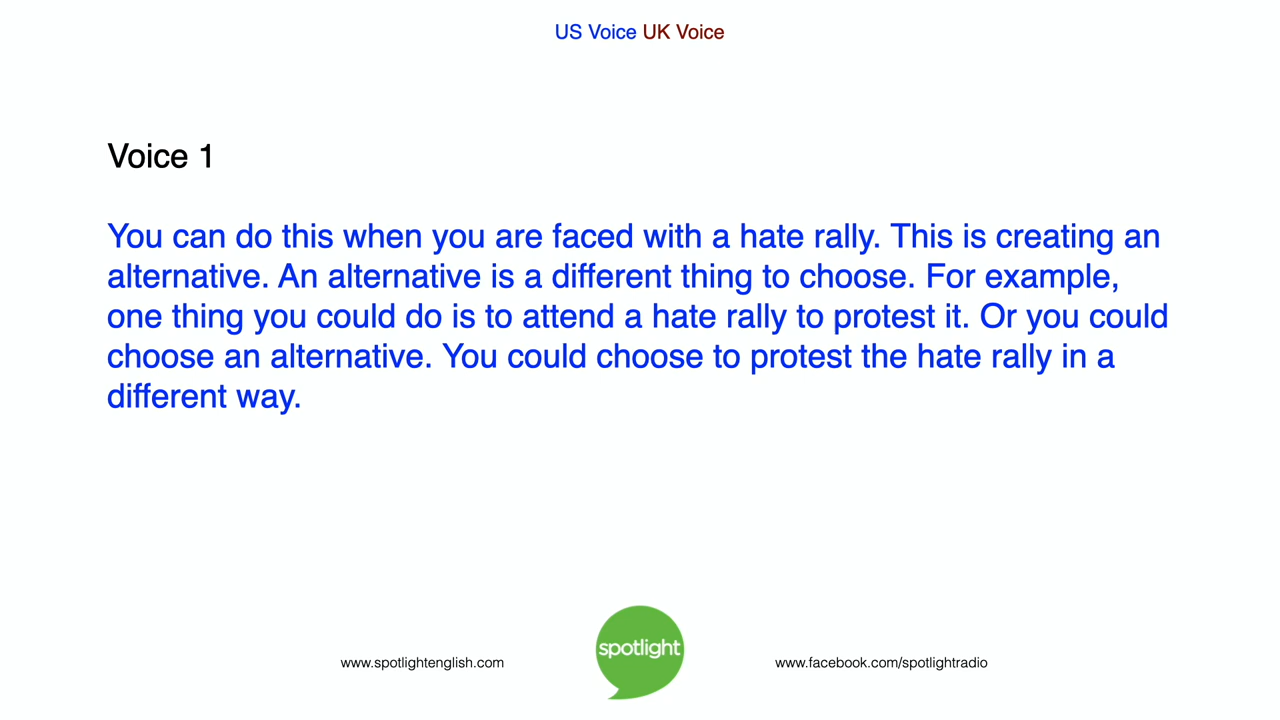 US Voice UK Voice
Voice 1
You can do this when you are faced with a hate rally. This is creating an
alternative. An alternative is a different thing to choose. For example,
one thing you could do is to attend a hate rally to protest it. Or you could
choose an alternative. You could choose to protest the hate rally in a
different way.
www.spotlightenglish.com
spotlight
www.facebook.com/spotlightradio